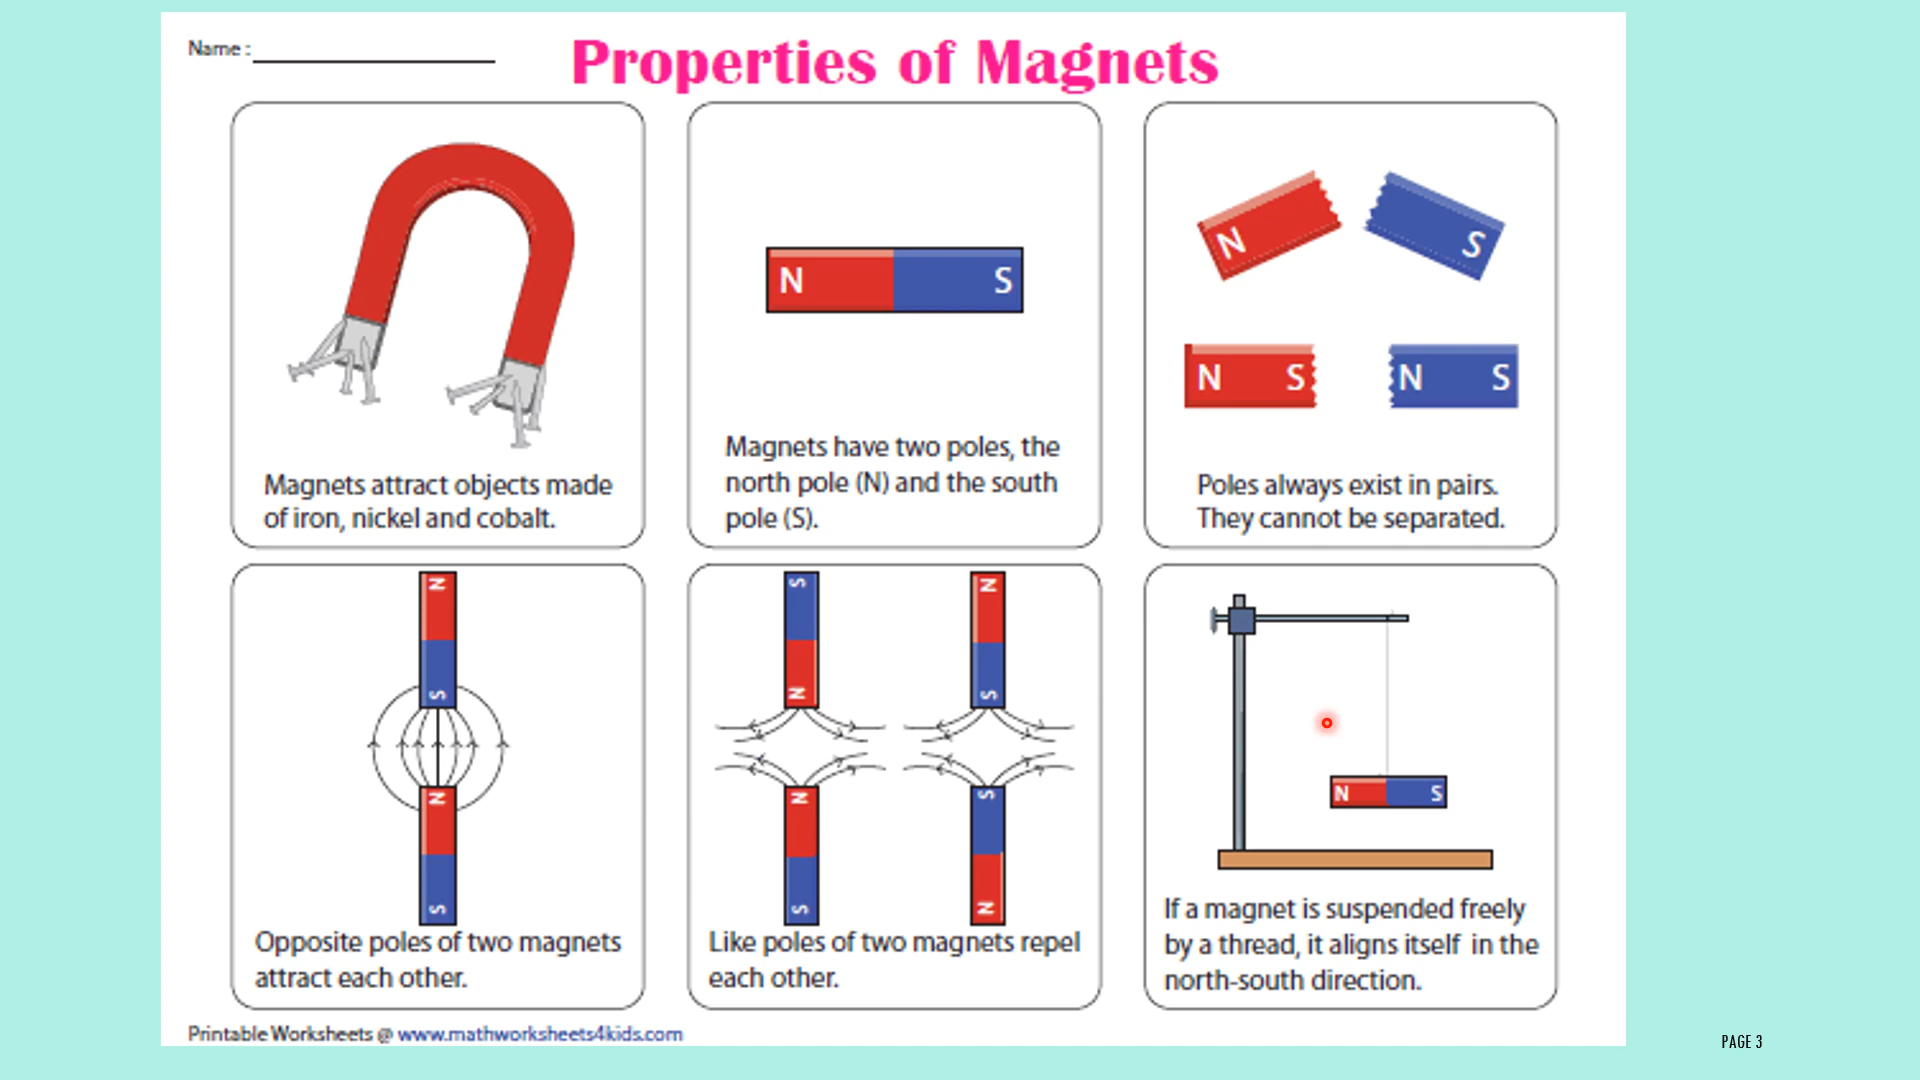 Name :
Properties of Magnets
N S
N S
N S N S
Magnets attract objects made
of iron, nickel and cobalt.
Magnets have two poles, the
north pole (N) and the south
pole (S).
Poles always exist in pairs.
They cannot be separated.
N
S
N
S
S
N
N
S
N
S
S
N
N S
Opposite poles of two magnets
attract each other.
Like poles of two magnets repel
each other.
If a magnet is suspended freely
by a thread, it aligns itself in the
north-south direction.
Printable Worksheets @ www.mathworksheets4kids.com
PAGE 3